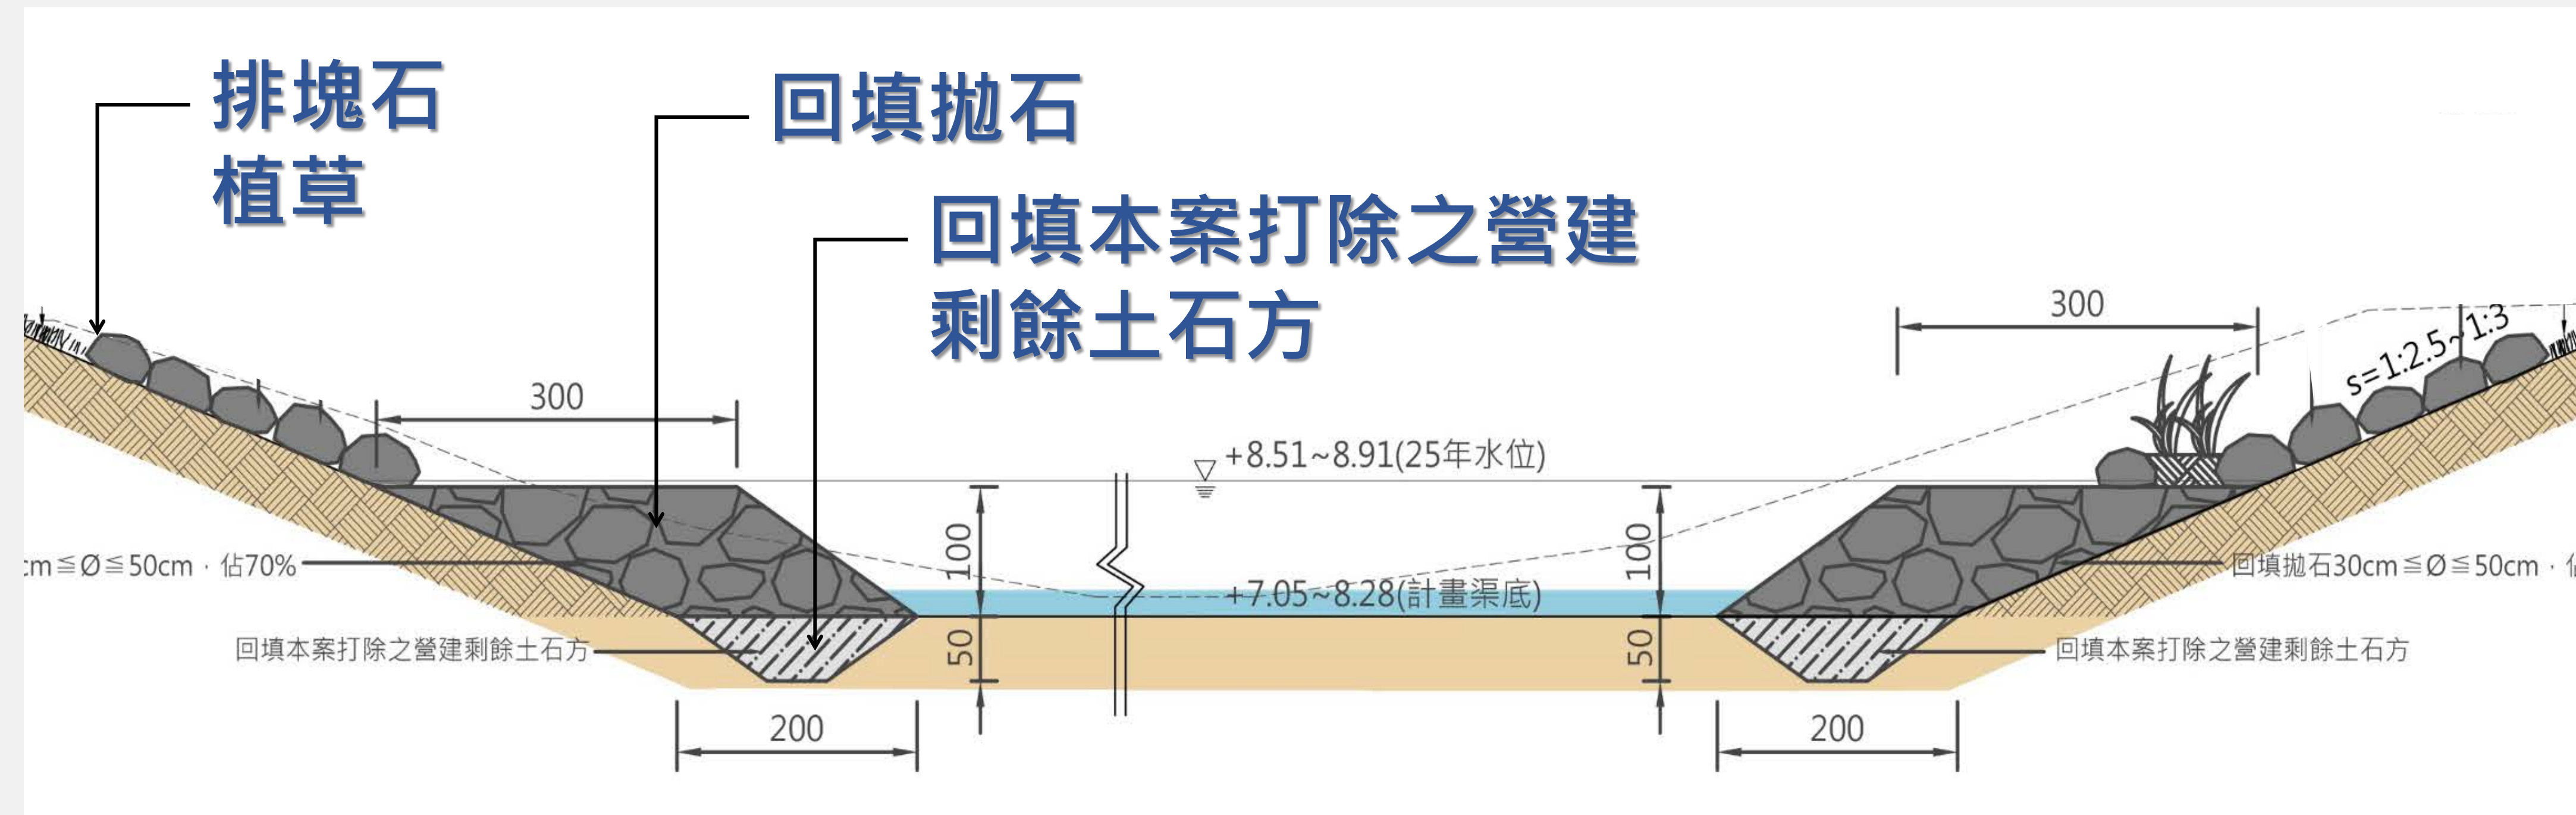 排塊石
植草
回填拋石
回填本案打除之營建
剩餘土石方
300
300
s=1:2.5~1:3
+8.51~8.91(25年水位)
100
100
cm≦Ø≦50cm，佔70%
+7.05~8.28(計畫渠底)
回填拋石30cm≦Ø≦50cm，
回填本案打除之營建剩餘土石方
50
50
回填本案打除之營建剩餘土石方
200
200